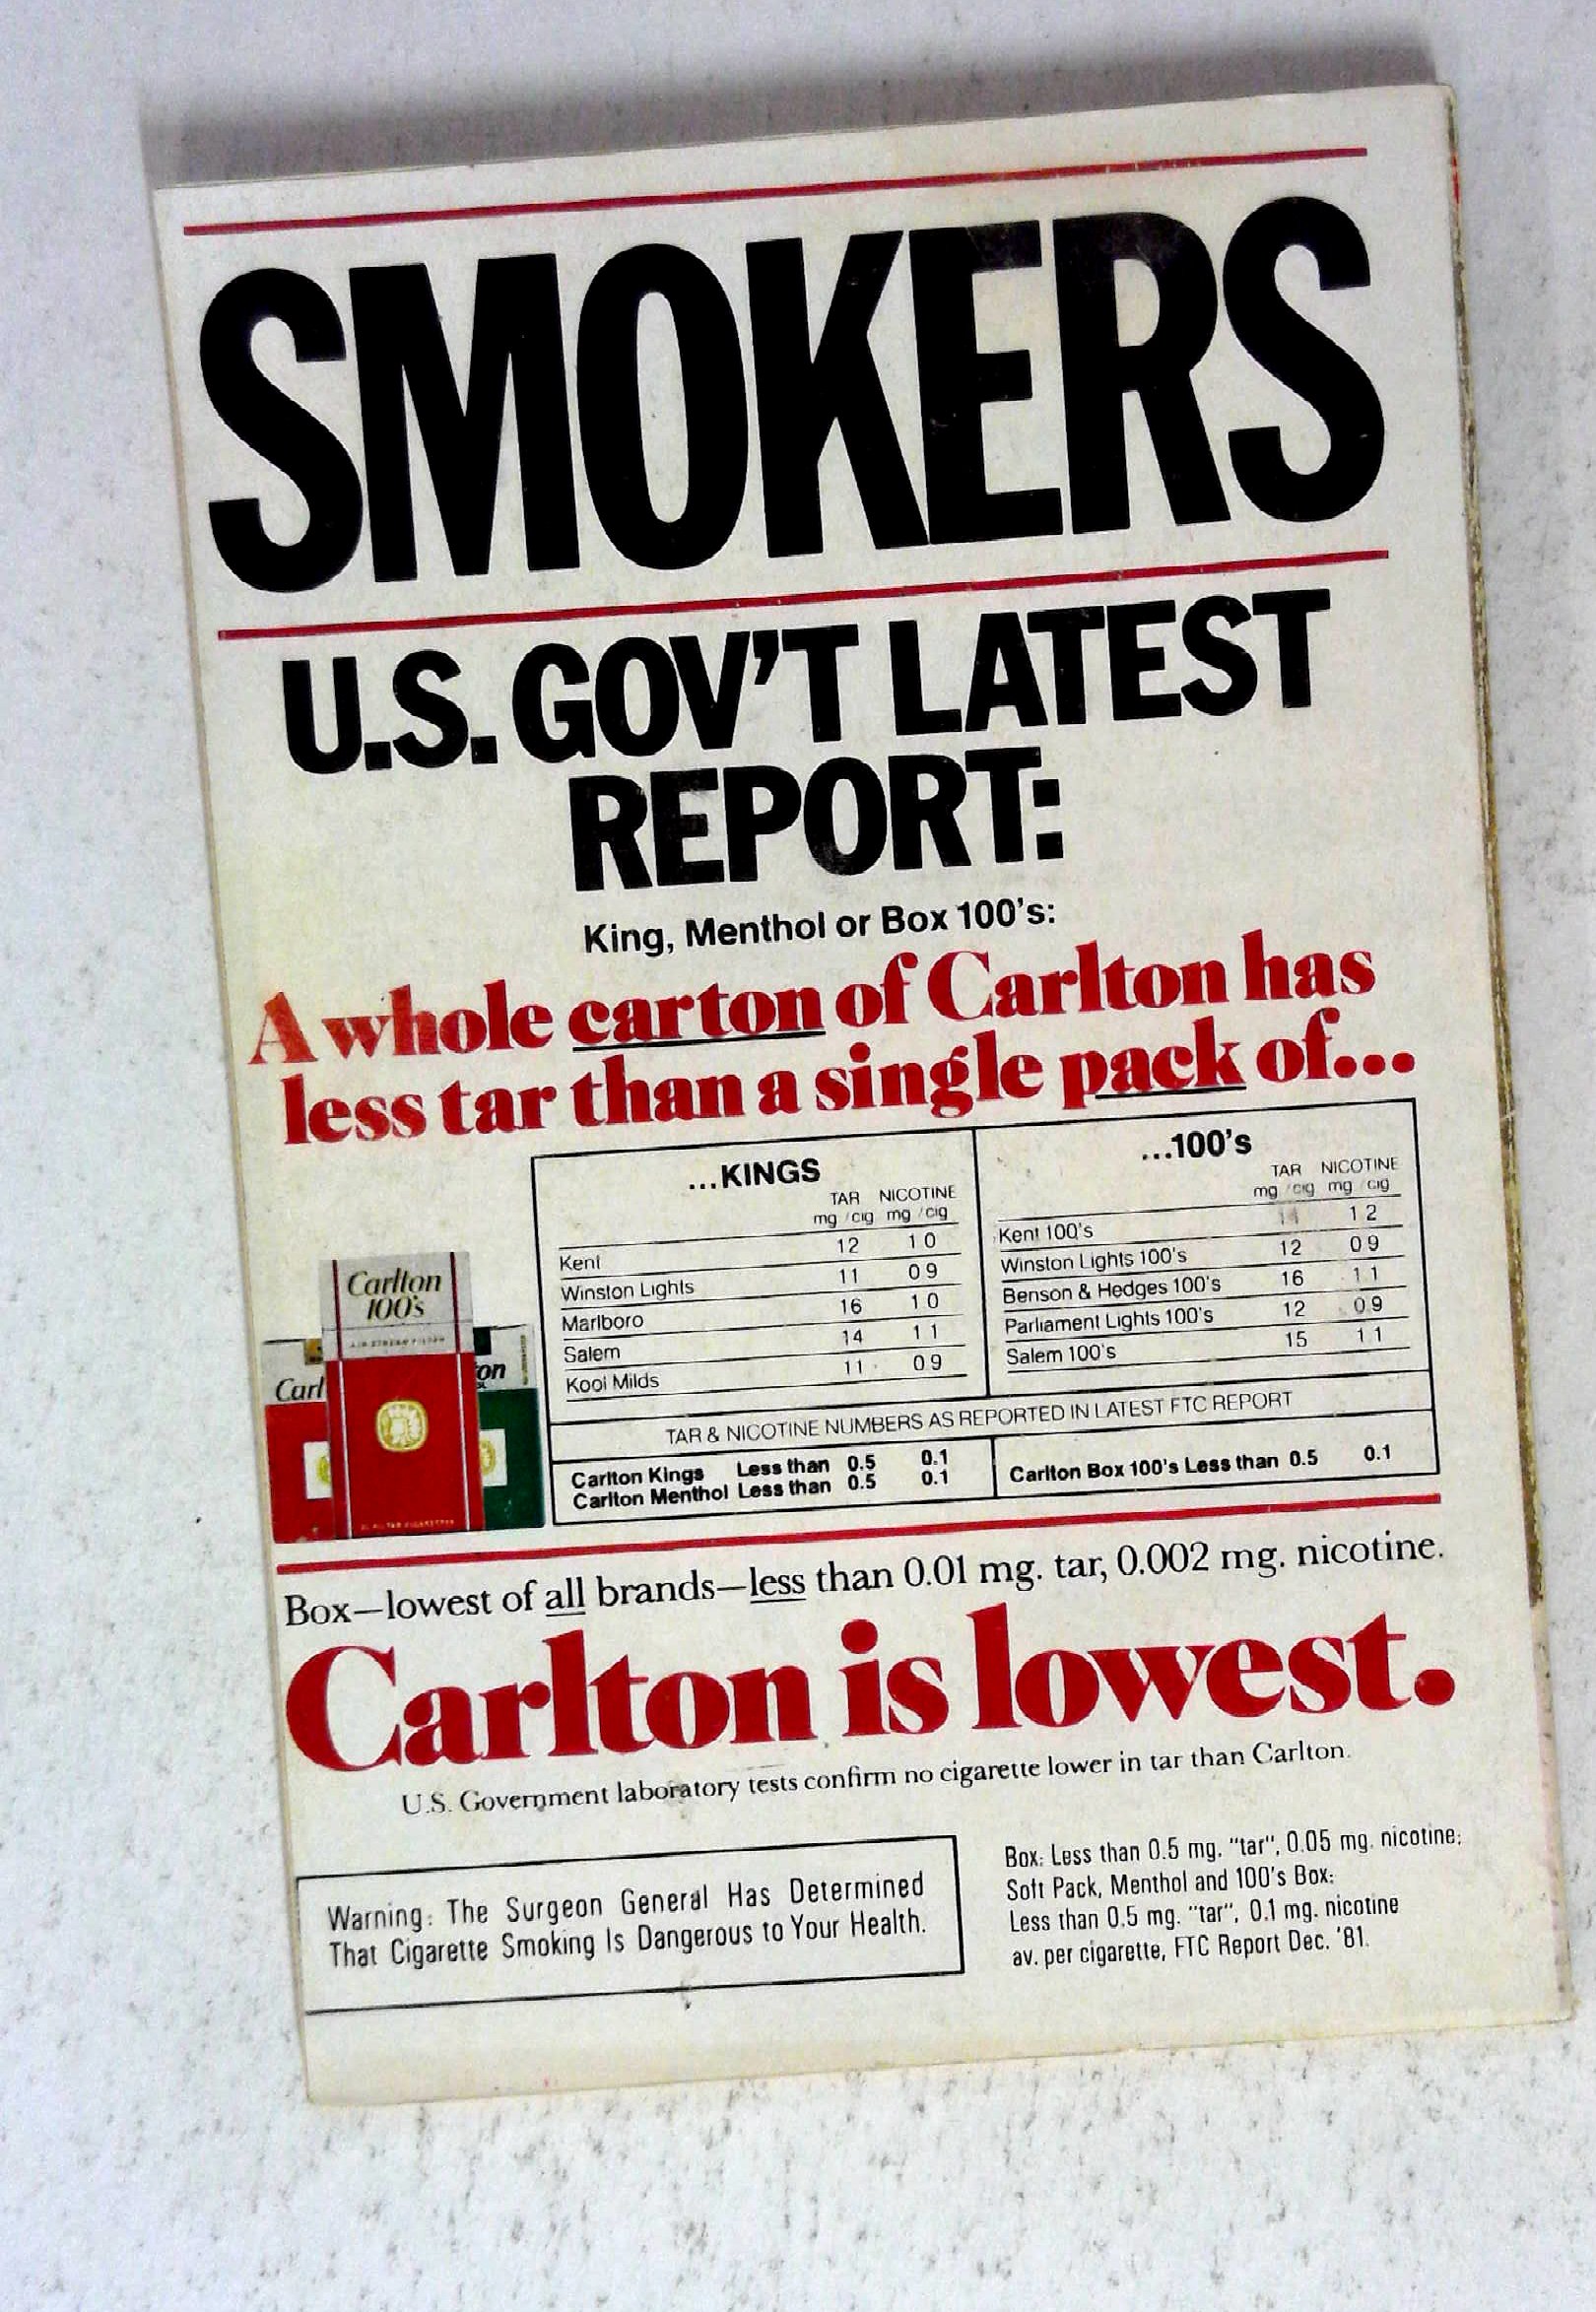 SMOKERS
U.S. GOV'T LATEST
REPORT:
King, Menthol or Box 100's:
A whole carton of Carlton has
less tar than a single pack of...
...KINGS
TAR NICOTINE
mg/cig mg/cig
Kent 12 1.0
Winston Lights 11 0.9
Marlboro 16 1.0
Salem 14 1.1
Kool Milds 11 0.9
...100's
TAR NICOTINE
mg/cig mg/cig
Kent 100's 14 1.2
Winston Lights 100's 12 0.9
Benson & Hedges 100's 16 1.1
Parliament Lights 100's 12 0.9
Salem 100's 15 1.1
TAR & NICOTINE NUMBERS AS REPORTED IN LATEST FTC REPORT
Carlton Kings Less than 0.5 0.1
Carlton Menthol Less than 0.5 0.1
Carlton Box 100's Less than 0.5 0.1
Carlton
100's
AIR STREAM FILTER
Carl
on
Box—lowest of all brands—less than 0.01 mg. tar, 0.002 mg. nicotine.
Carlton is lowest.
U.S. Government laboratory tests confirm no cigarette lower in tar than Carlton.
Warning: The Surgeon General Has Determined
That Cigarette Smoking Is Dangerous to Your Health.
Box: Less than 0.5 mg. "tar", 0.05 mg. nicotine;
Soft Pack, Menthol and 100's Box:
Less than 0.5 mg. "tar", 0.1 mg. nicotine
av. per cigarette, FTC Report Dec. '81.